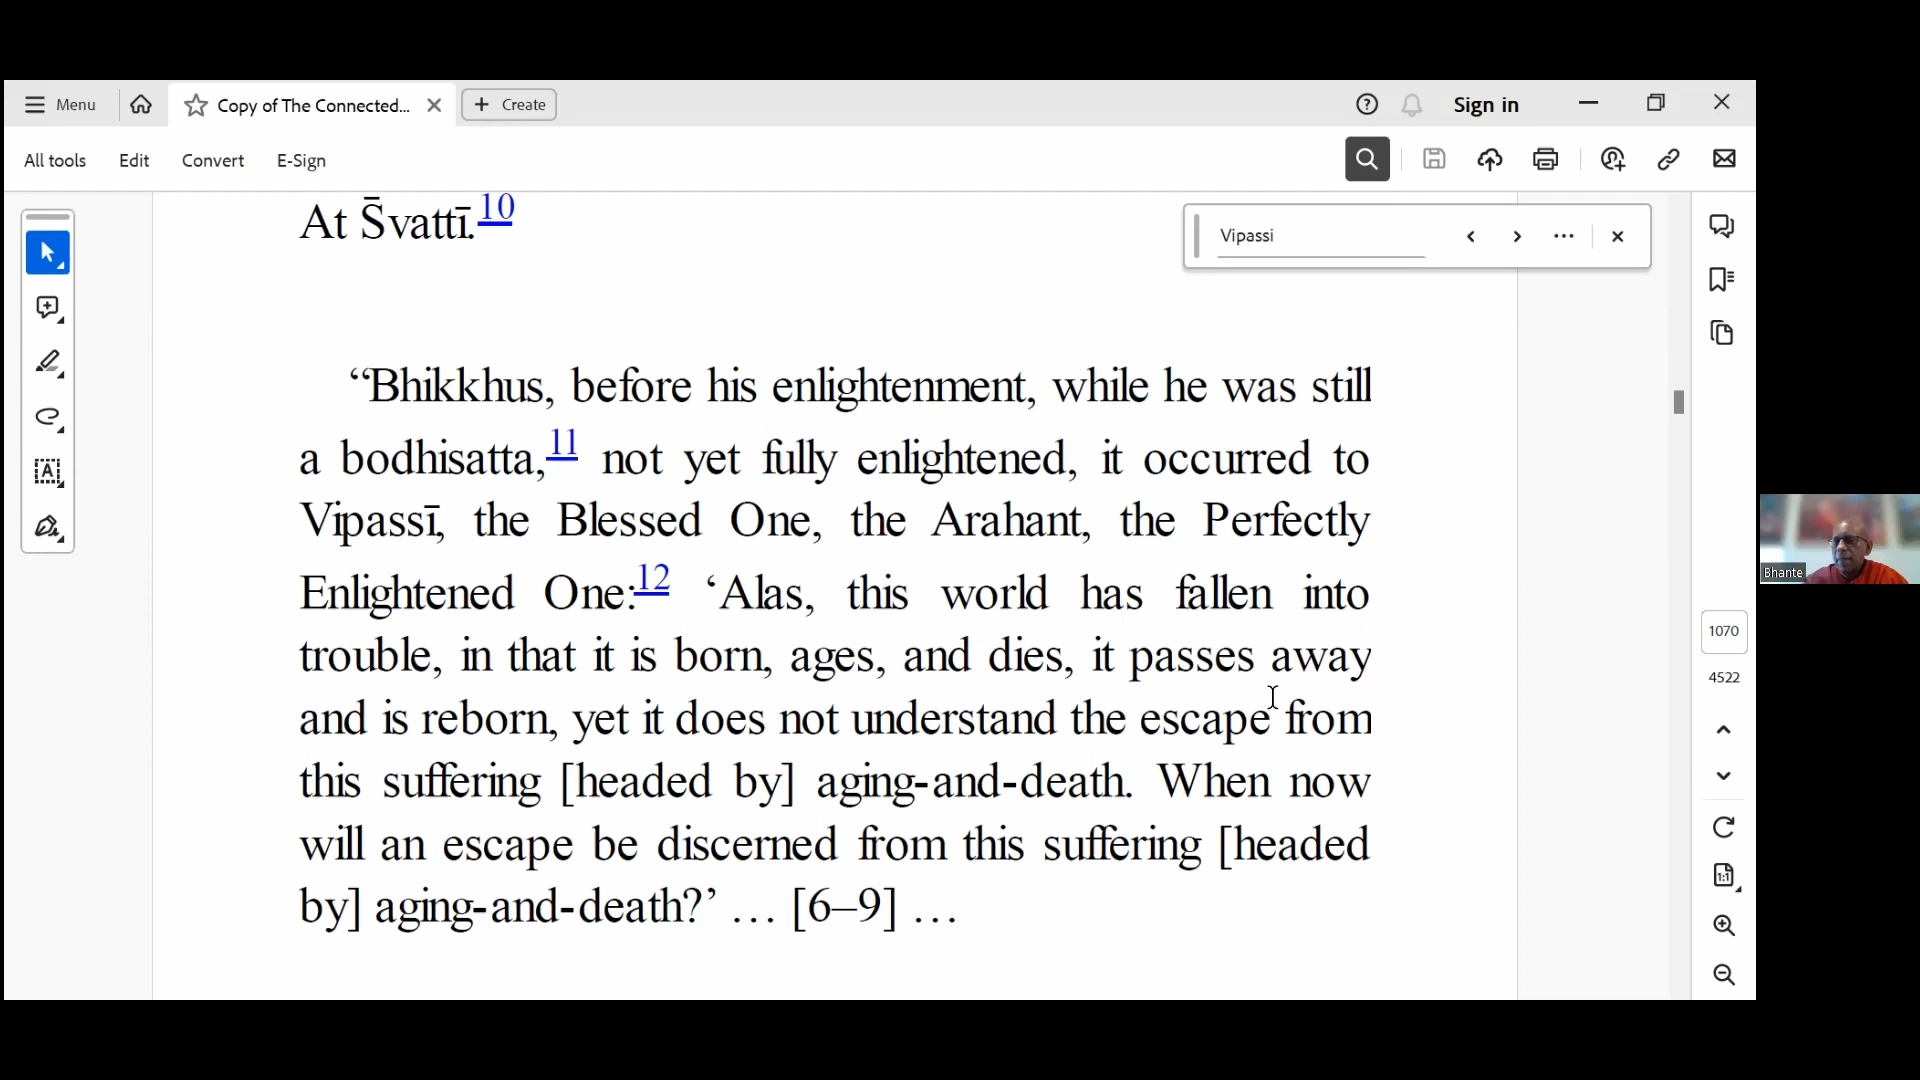 Menu
Copy of The Connected...
Create
Sign in
All tools
Edit
Convert
E-Sign
At S̄vattī.10
Vipassi
“Bhikkhus, before his enlightenment, while he was still
a bodhisatta,11 not yet fully enlightened, it occurred to
Vipassī, the Blessed One, the Arahant, the Perfectly
Enlightened One:12 ‘Alas, this world has fallen into
trouble, in that it is born, ages, and dies, it passes away
and is reborn, yet it does not understand the escape from
this suffering [headed by] aging-and-death. When now
will an escape be discerned from this suffering [headed
by] aging-and-death?’ … [6–9] …
1070
4522
Bhante